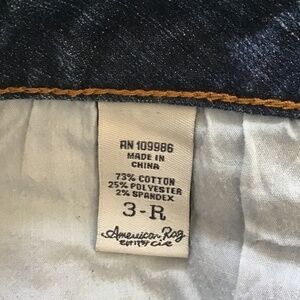 RN 109986
MADE IN
CHINA
73% COTTON
25% POLYESTER
2% SPANDEX
3-R
American Rag
cie